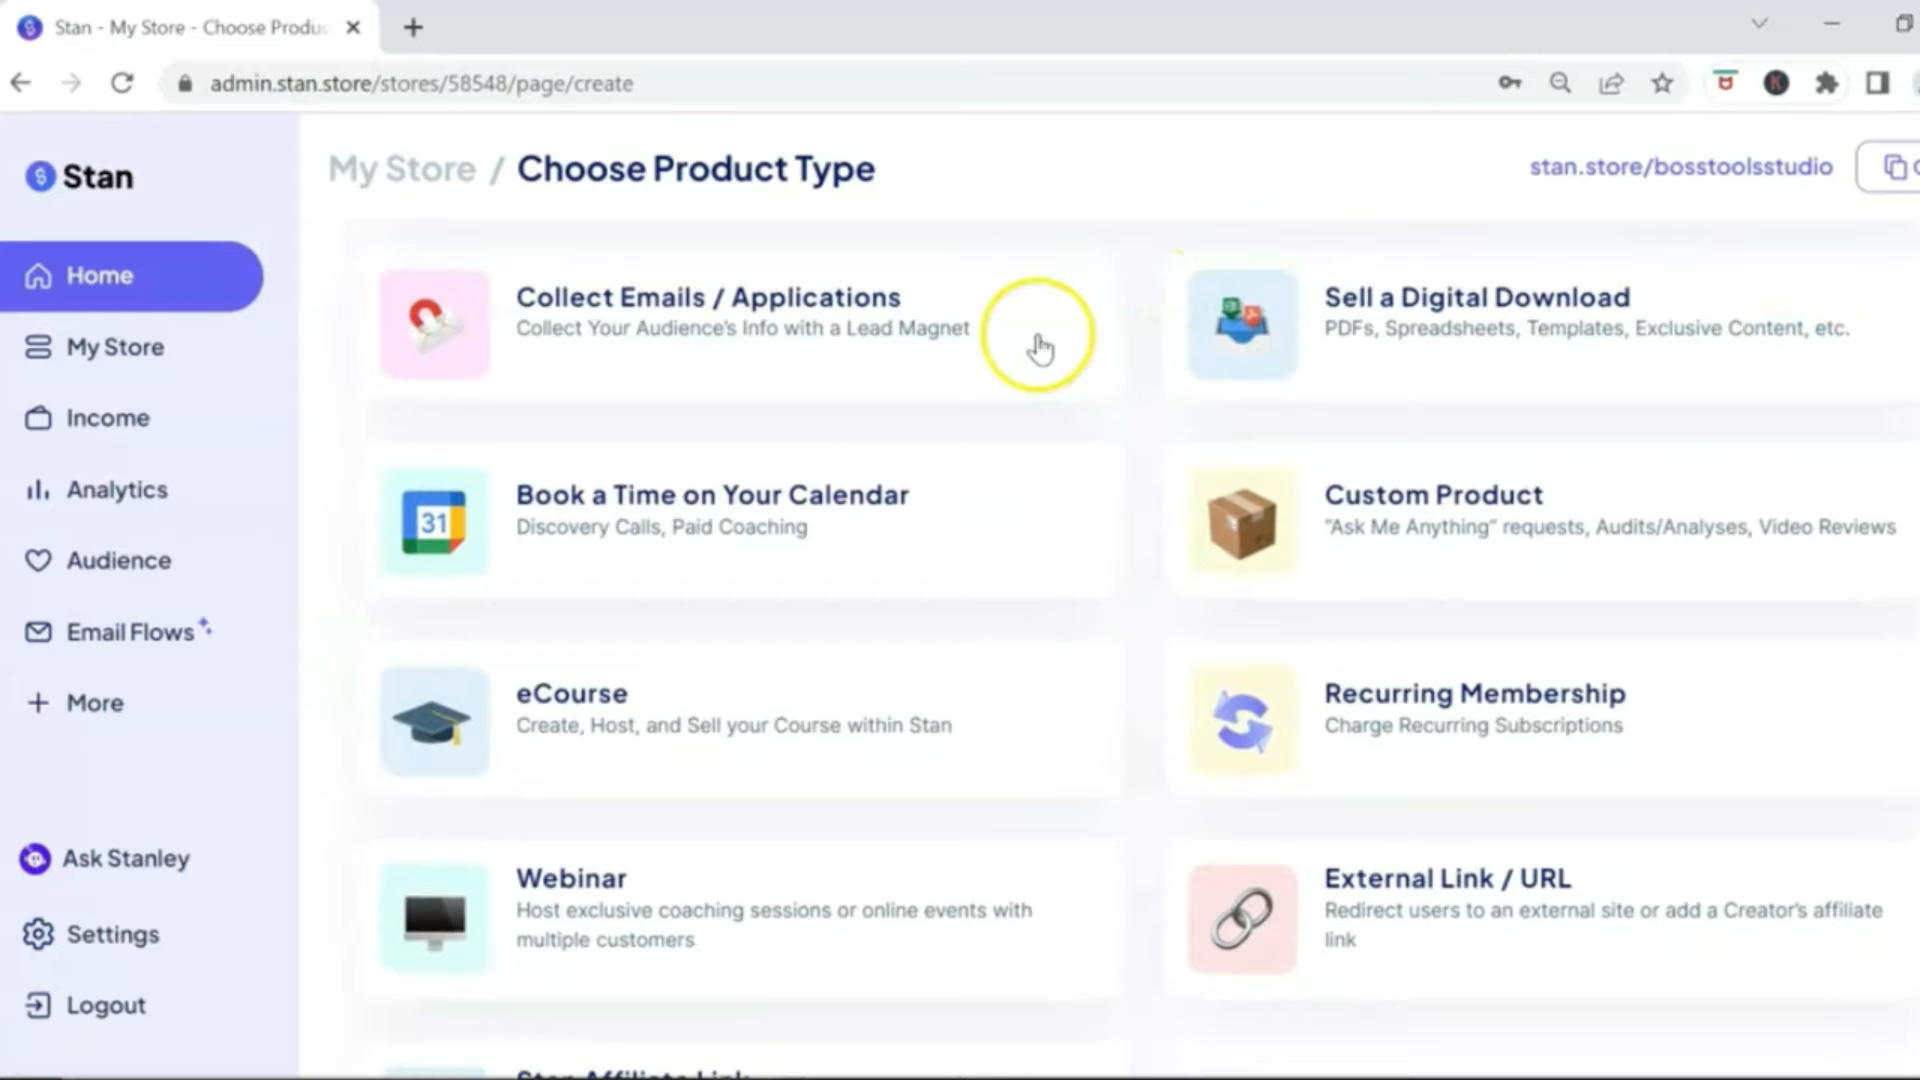 Stan - My Store - Choose Produc
admin.stan.store/stores/58548/page/create
Stan
My Store / Choose Product Type
stan.store/bosstoolsstudio
Home
My Store
Income
Analytics
Audience
Email Flows
More
Ask Stanley
Settings
Logout
Collect Emails / Applications
Collect Your Audience's Info with a Lead Magnet
Sell a Digital Download
PDFs, Spreadsheets, Templates, Exclusive Content, etc.
31
Book a Time on Your Calendar
Discovery Calls, Paid Coaching
Custom Product
"Ask Me Anything" requests, Audits/Analyses, Video Reviews
eCourse
Create, Host, and Sell your Course within Stan
Recurring Membership
Charge Recurring Subscriptions
Webinar
Host exclusive coaching sessions or online events with
multiple customers
External Link / URL
Redirect users to an external site or add a Creator's affiliate
link
Stan Affiliate Link